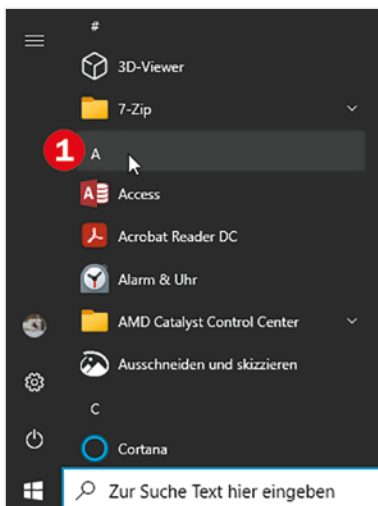 #
3D-Viewer
7-Zip
1 A
Access
Acrobat Reader DC
Alarm & Uhr
AMD Catalyst Control Center
Ausschneiden und skizzieren
C
Cortana
Zur Suche Text hier eingeben